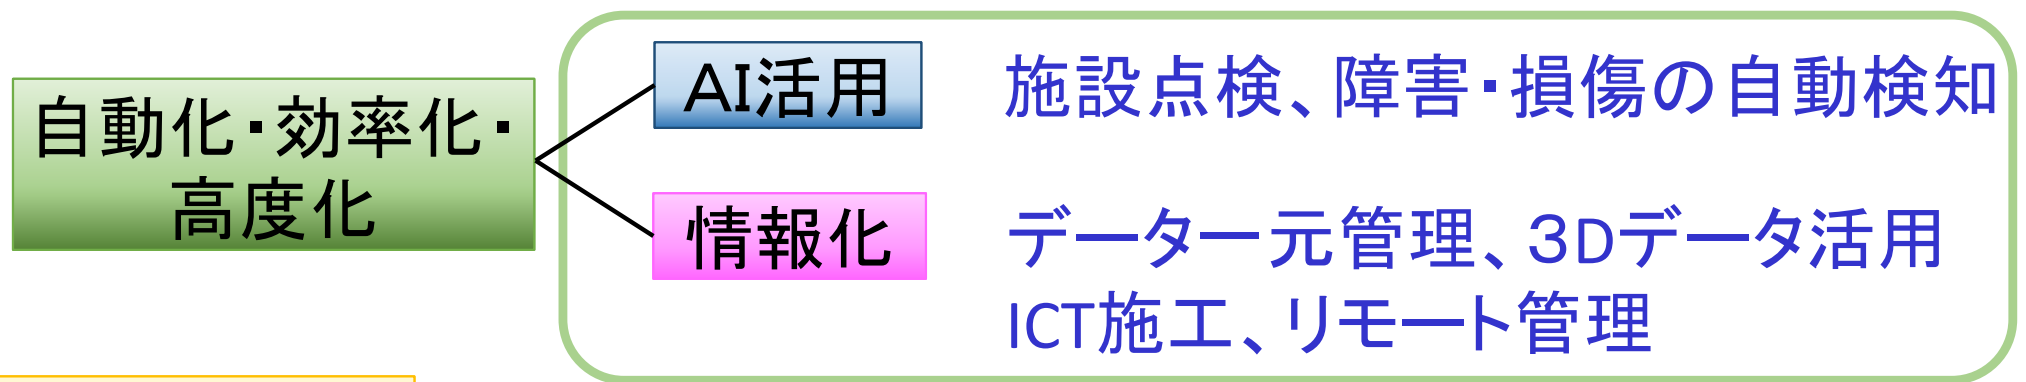 自動化・効率化・
高度化
AI活用
施設点検、障害・損傷の自動検知
情報化
データ一元管理、3Dデータ活用
ICT施工、リモート管理